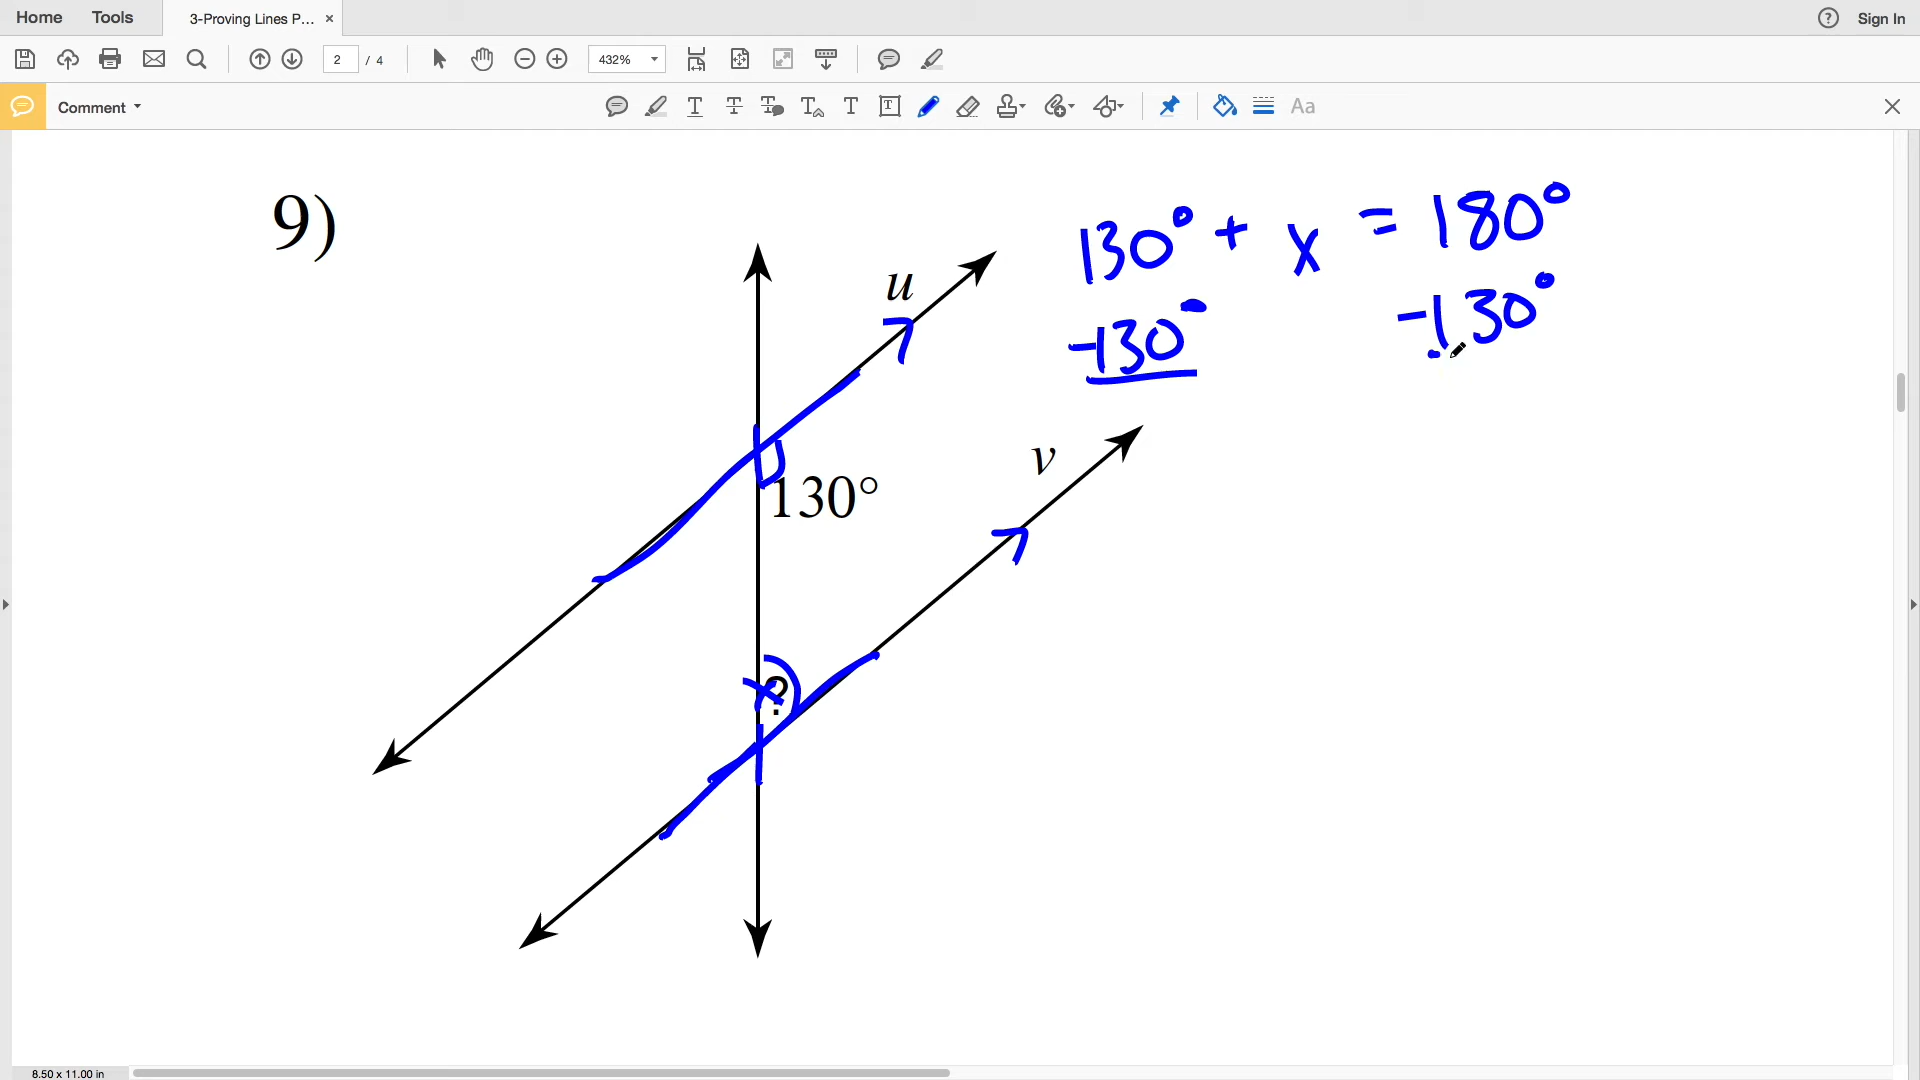 Home Tools 3-Proving Lines P... × ? Sign In
2 / 4 432%
Comment T T T T T T Aa
9)
130° + x = 180°
-130° -130°
u
130°
v
x ?
8.50 x 11.00 in